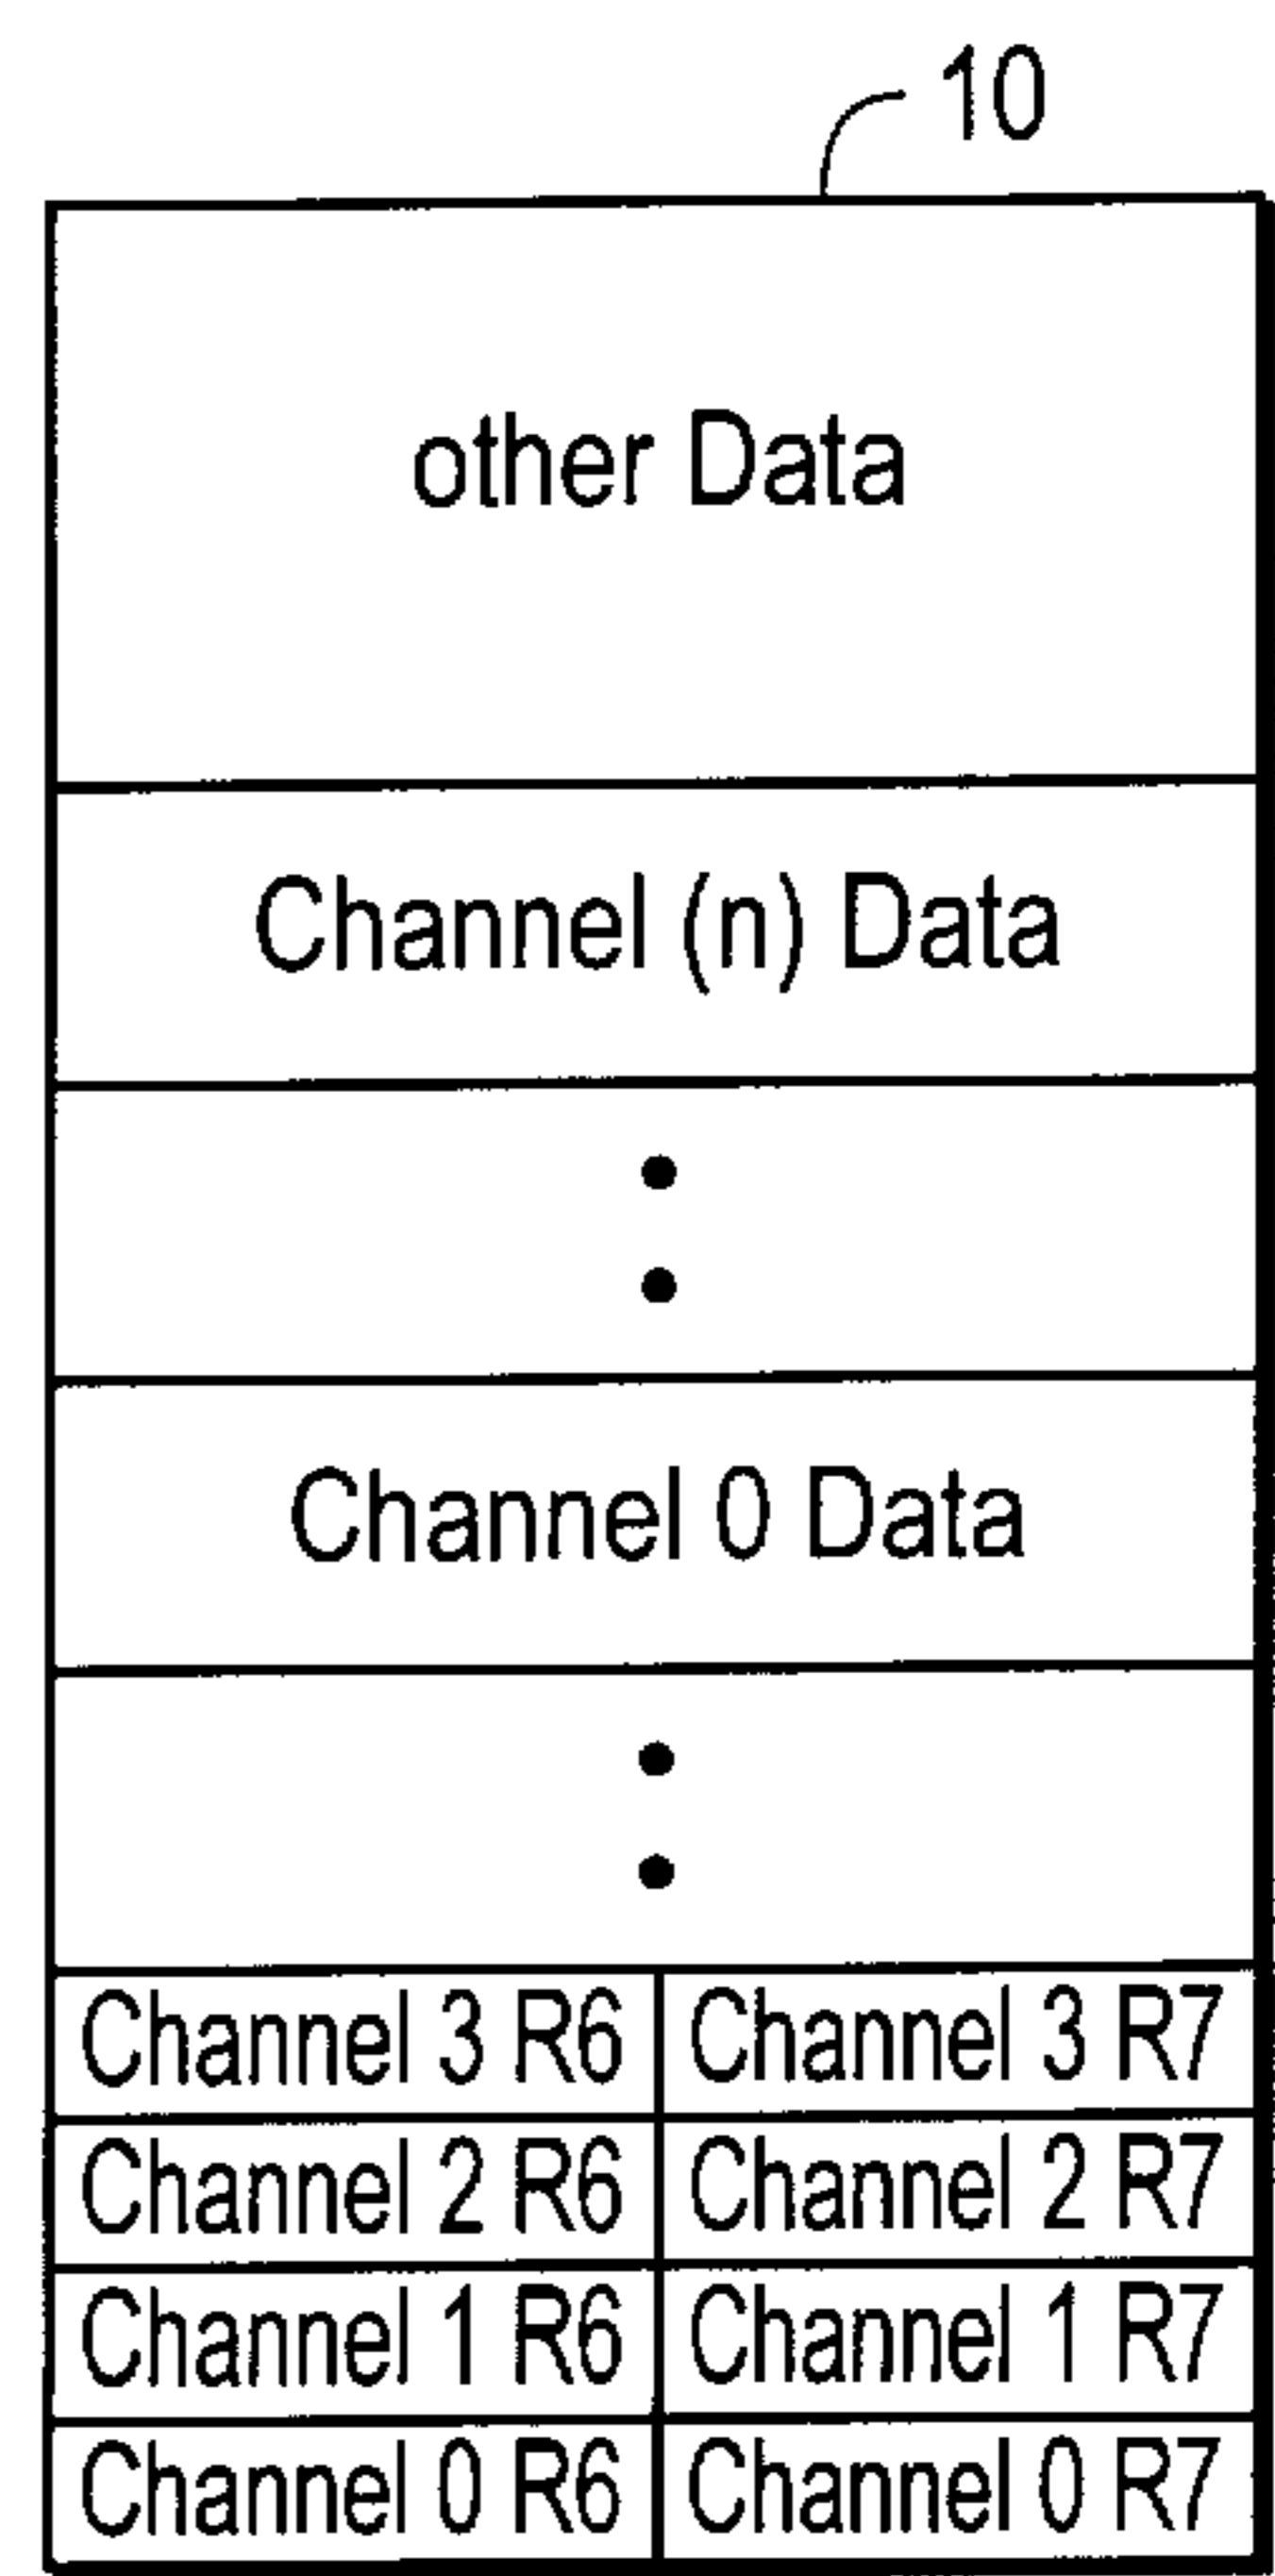 10
other Data
Channel (n) Data
Channel 0 Data
Channel 3 R6 Channel 3 R7
Channel 2 R6 Channel 2 R7
Channel 1 R6 Channel 1 R7
Channel 0 R6 Channel 0 R7